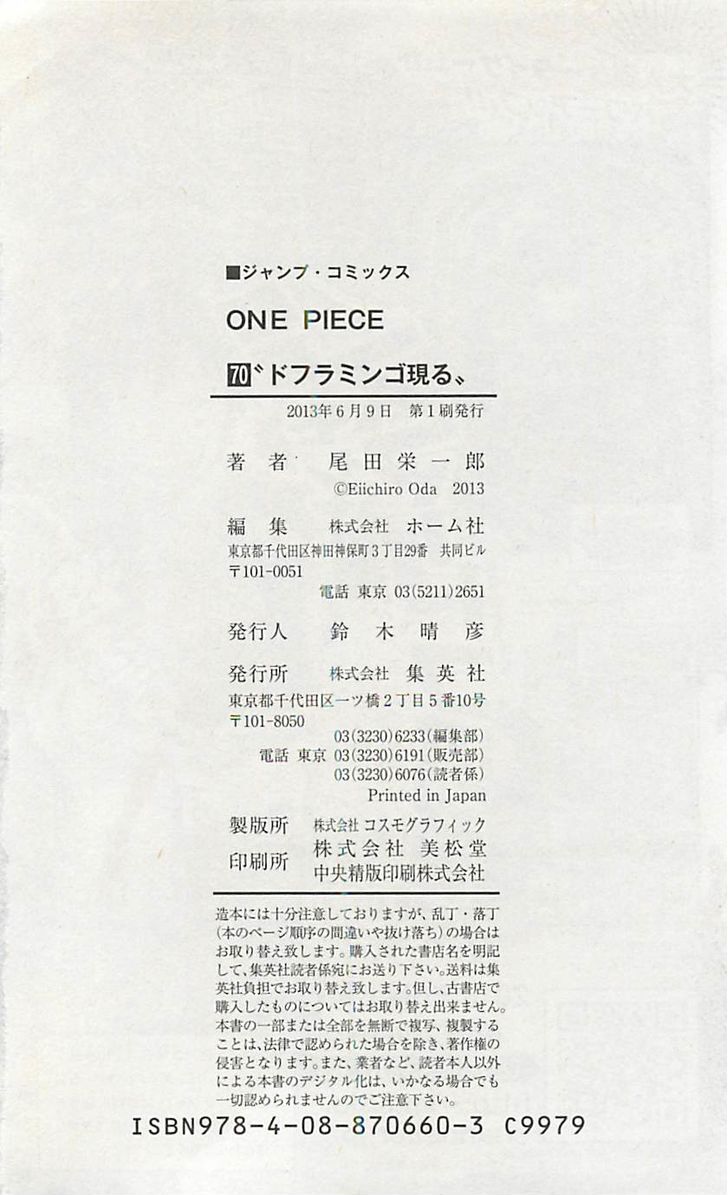 ■ジャンプ・コミックス
ONE PIECE
70〝ドフラミンゴ現る〟
2013年6月9日 第1刷発行
著者 尾田栄一郎
©Eiichiro Oda 2013
編集 株式会社 ホーム社
東京都千代田区神田神保町3丁目29番 共同ビル
〒101-0051
電話 東京 03(5211)2651
発行人 鈴木晴彦
発行所 株式会社 集英社
東京都千代田区一ツ橋2丁目5番10号
〒101-8050
03(3230)6233(編集部)
電話 東京 03(3230)6191(販売部)
03(3230)6076(読者係)
Printed in Japan
製版所 株式会社 コスモグラフィック
印刷所 株式会社 美松堂
中央精版印刷株式会社
造本には十分注意しておりますが、乱丁・落丁
(本のページ順序の間違いや抜け落ち)の場合は
お取り替え致します。購入された書店名を明記
して、集英社読者係宛にお送り下さい。送料は集
英社負担でお取り替え致します。但し、古書店で
購入したものについてはお取り替え出来ません。
本書の一部または全部を無断で複写、複製する
ことは、法律で認められた場合を除き、著作権の
侵害となります。また、業者など、読者本人以外
による本書のデジタル化は、いかなる場合でも
一切認められませんのでご注意下さい。
ISBN978-4-08-870660-3 C9979